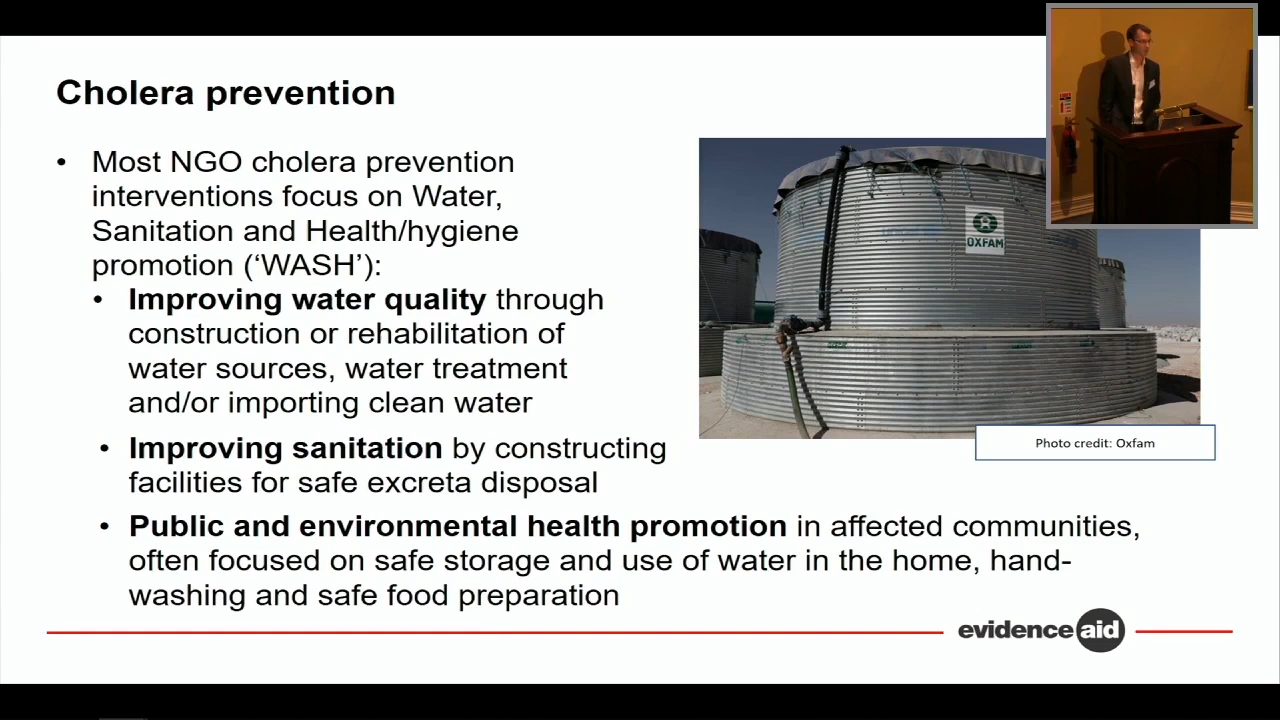 Cholera prevention
• Most NGO cholera prevention
interventions focus on Water,
Sanitation and Health/hygiene
promotion (‘WASH’):
• Improving water quality through
construction or rehabilitation of
water sources, water treatment
and/or importing clean water
• Improving sanitation by constructing
facilities for safe excreta disposal
• Public and environmental health promotion in affected communities,
often focused on safe storage and use of water in the home, hand-
washing and safe food preparation
OXFAM
Photo credit: Oxfam
evidence aid